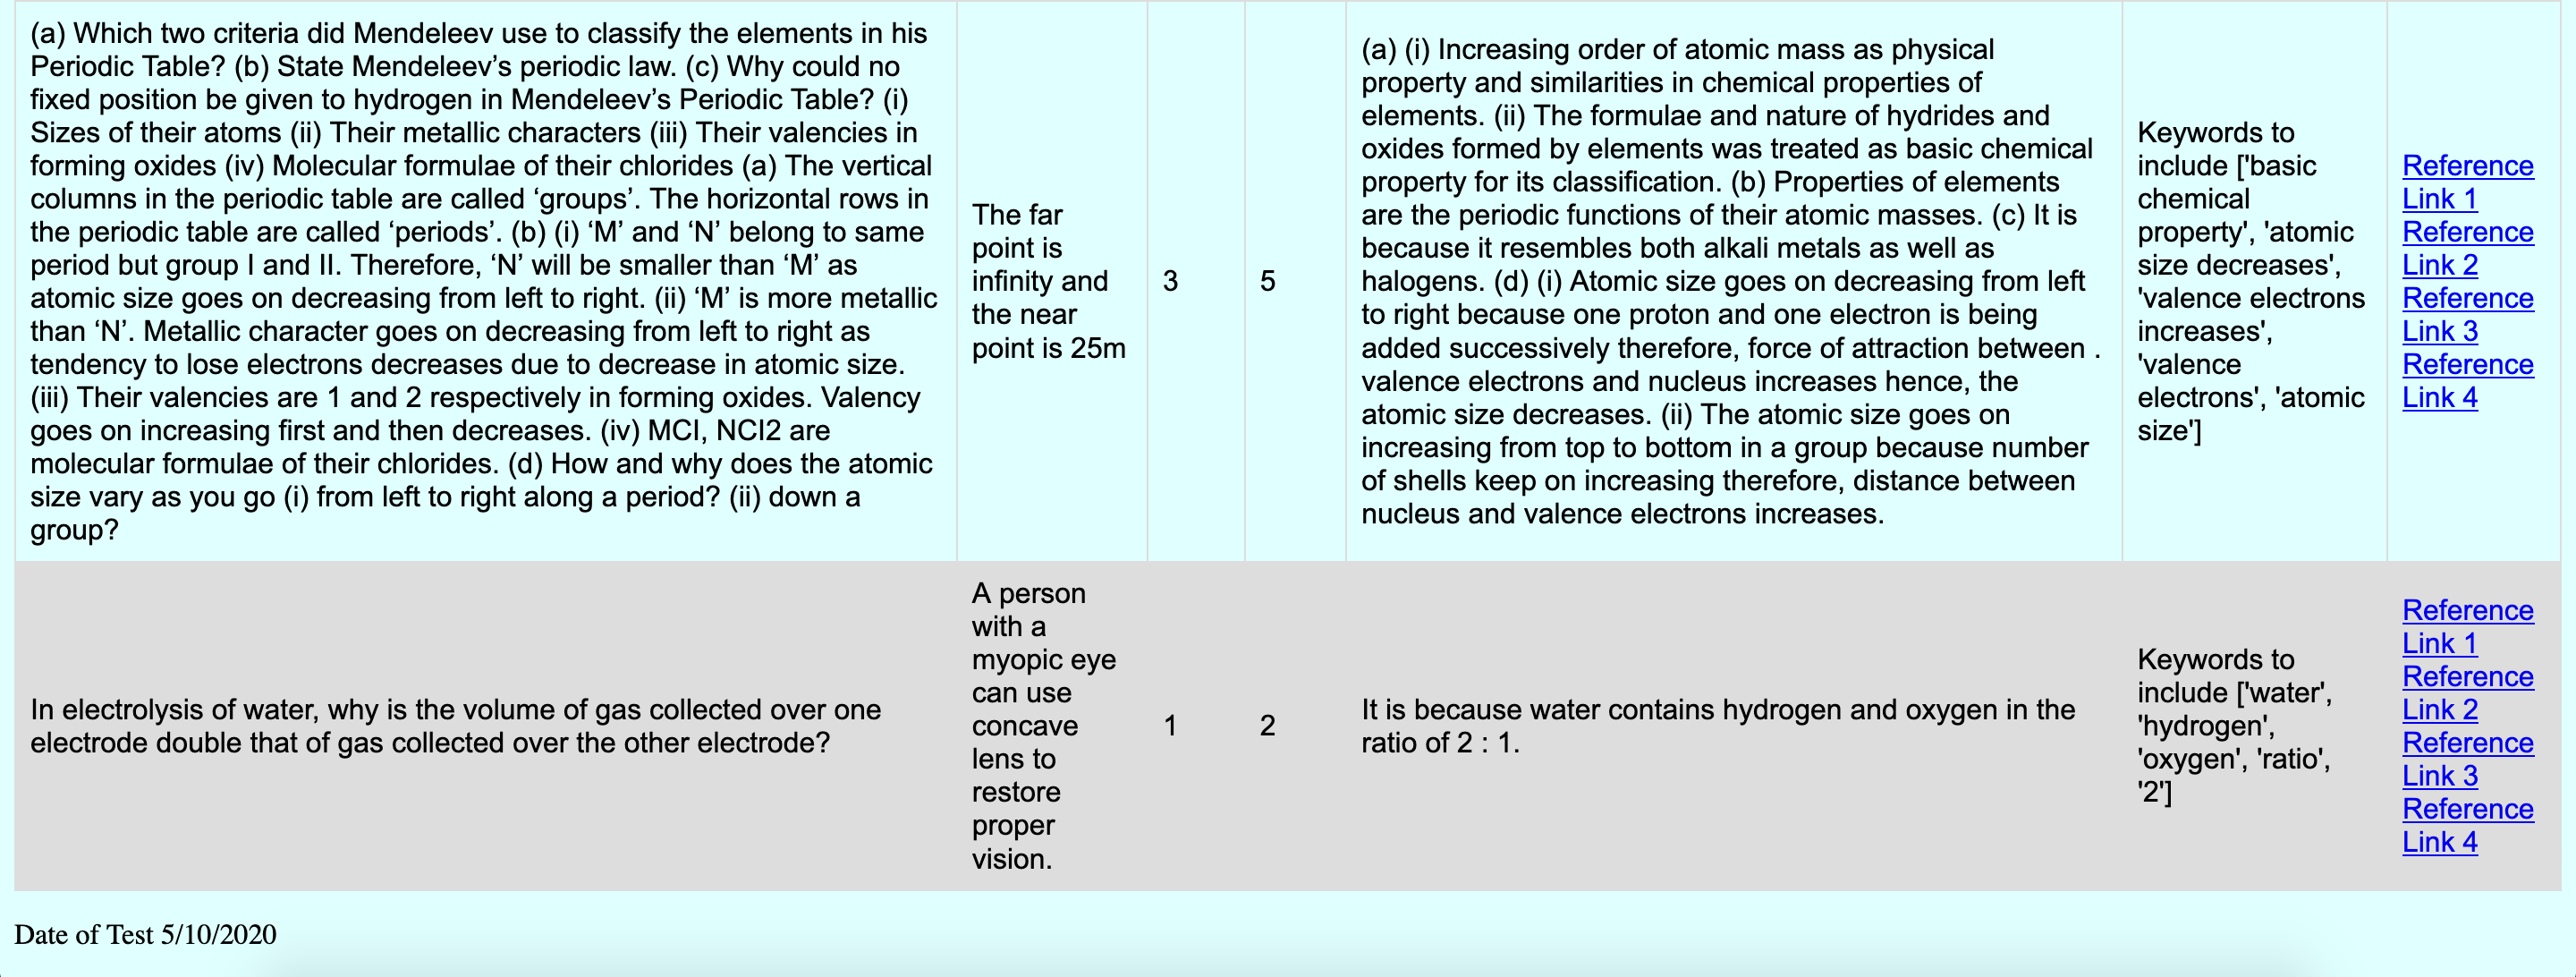 (a) Which two criteria did Mendeleev use to classify the elements in his
Periodic Table? (b) State Mendeleev’s periodic law. (c) Why could no
fixed position be given to hydrogen in Mendeleev’s Periodic Table? (i)
Sizes of their atoms (ii) Their metallic characters (iii) Their valencies in
forming oxides (iv) Molecular formulae of their chlorides (a) The vertical
columns in the periodic table are called ‘groups’. The horizontal rows in
the periodic table are called ‘periods’. (b) (i) ‘M’ and ‘N’ belong to same
period but group I and II. Therefore, ‘N’ will be smaller than ‘M’ as
atomic size goes on decreasing from left to right. (ii) ‘M’ is more metallic
than ‘N’. Metallic character goes on decreasing from left to right as
tendency to lose electrons decreases due to decrease in atomic size.
(iii) Their valencies are 1 and 2 respectively in forming oxides. Valency
goes on increasing first and then decreases. (iv) MCI, NCI2 are
molecular formulae of their chlorides. (d) How and why does the atomic
size vary as you go (i) from left to right along a period? (ii) down a
group?
The far
point is
infinity and
the near
point is 25m
3
5
(a) (i) Increasing order of atomic mass as physical
property and similarities in chemical properties of
elements. (ii) The formulae and nature of hydrides and
oxides formed by elements was treated as basic chemical
property for its classification. (b) Properties of elements
are the periodic functions of their atomic masses. (c) It is
because it resembles both alkali metals as well as
halogens. (d) (i) Atomic size goes on decreasing from left
to right because one proton and one electron is being
added successively therefore, force of attraction between .
valence electrons and nucleus increases hence, the
atomic size decreases. (ii) The atomic size goes on
increasing from top to bottom in a group because number
of shells keep on increasing therefore, distance between
nucleus and valence electrons increases.
Keywords to
include ['basic
chemical
property', 'atomic
size decreases',
'valence electrons
increases',
'valence
electrons', 'atomic
size']
Reference
Link 1
Reference
Link 2
Reference
Link 3
Reference
Link 4
In electrolysis of water, why is the volume of gas collected over one
electrode double that of gas collected over the other electrode?
A person
with a
myopic eye
can use
concave
lens to
restore
proper
vision.
1
2
It is because water contains hydrogen and oxygen in the
ratio of 2 : 1.
Keywords to
include ['water',
'hydrogen',
'oxygen', 'ratio',
'2']
Reference
Link 1
Reference
Link 2
Reference
Link 3
Reference
Link 4
Date of Test 5/10/2020